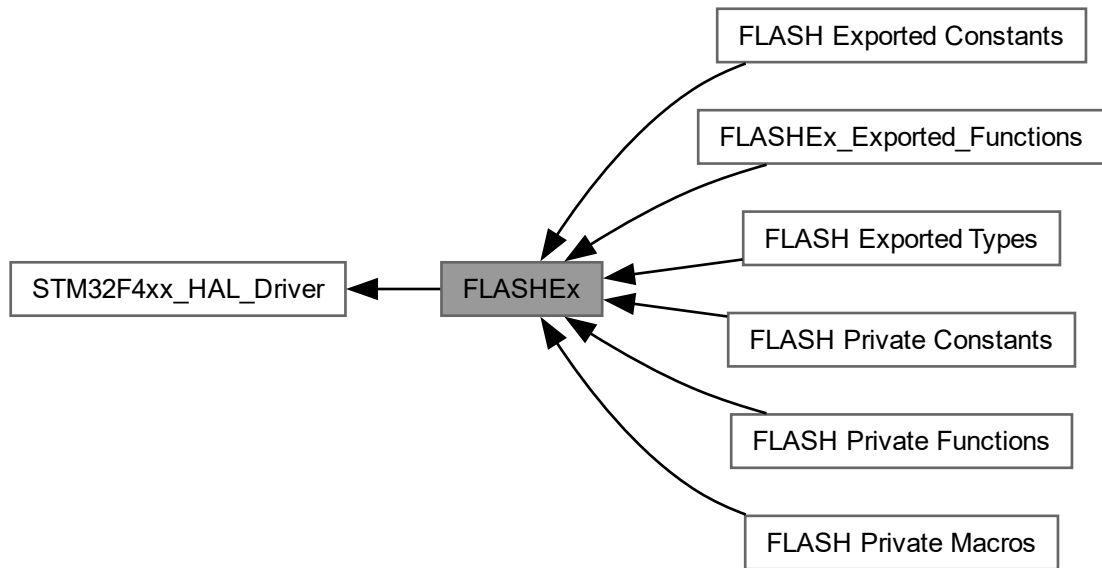 FLASH Exported Constants
FLASHEx_Exported_Functions
FLASH Exported Types
STM32F4xx_HAL_Driver
FLASHEx
FLASH Private Constants
FLASH Private Functions
FLASH Private Macros